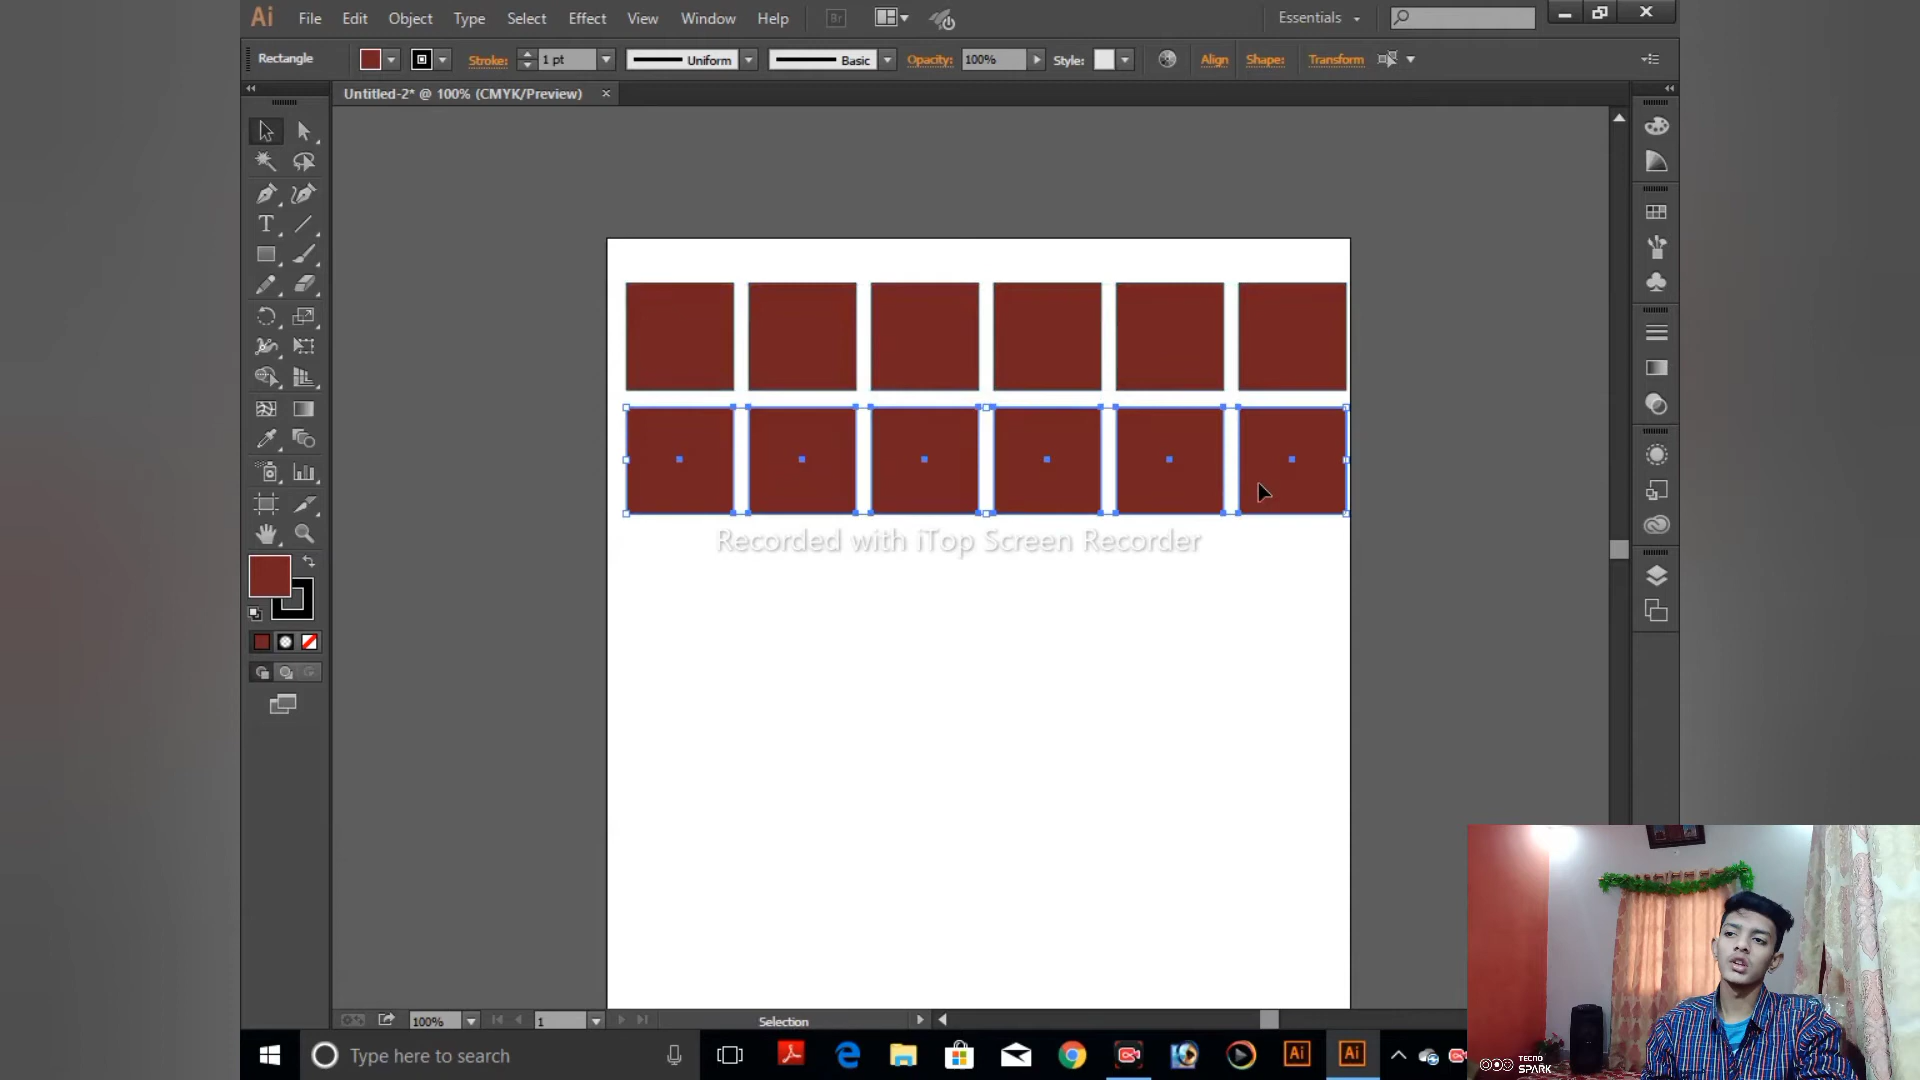 Ai File Edit Object Type Select Effect View Window Help Br Essentials
Rectangle Stroke: 1 pt Uniform Basic Opacity: 100% Style: Align Shape: Transform
Untitled-2* @ 100% (CMYK/Preview)
T
Recorded with iTop Screen Recorder
100% 1 Selection
Type here to search Ai Ai
TECNO
SPARK